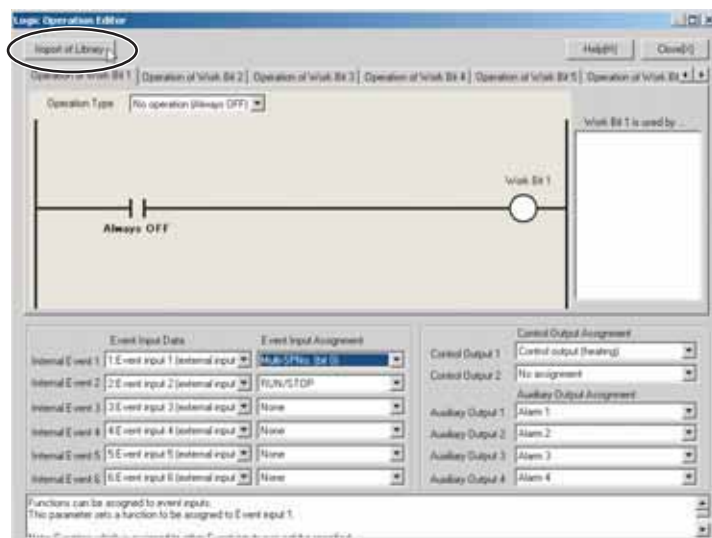 Logic Operation Editor
Import of Library
Help(H) Close(X)
Operation of Work Bit 1 Operation of Work Bit 2 Operation of Work Bit 3 Operation of Work Bit 4 Operation of Work Bit 5 Operation of Work Bit
Operation Type No operation (Always OFF)
Work Bit 1 is used by ...
Work Bit 1
Always OFF
Event Input Data Event Input Assignment
Internal Event 1 1:Event input 1 (external input Multi-SP No. (bit 0)
Internal Event 2 2:Event input 2 (external input RUN/STOP
Internal Event 3 3:Event input 3 (external input None
Internal Event 4 4:Event input 4 (external input None
Internal Event 5 5:Event input 5 (external input None
Internal Event 6 6:Event input 6 (external input None
Control Output Assignment
Control Output 1 Control output (heating)
Control Output 2 No assignment
Auxiliary Output Assignment
Auxiliary Output 1 Alarm 1
Auxiliary Output 2 Alarm 2
Auxiliary Output 3 Alarm 3
Auxiliary Output 4 Alarm 4
Functions can be assigned to event inputs.
This parameter sets a function to be assigned to Event input 1.